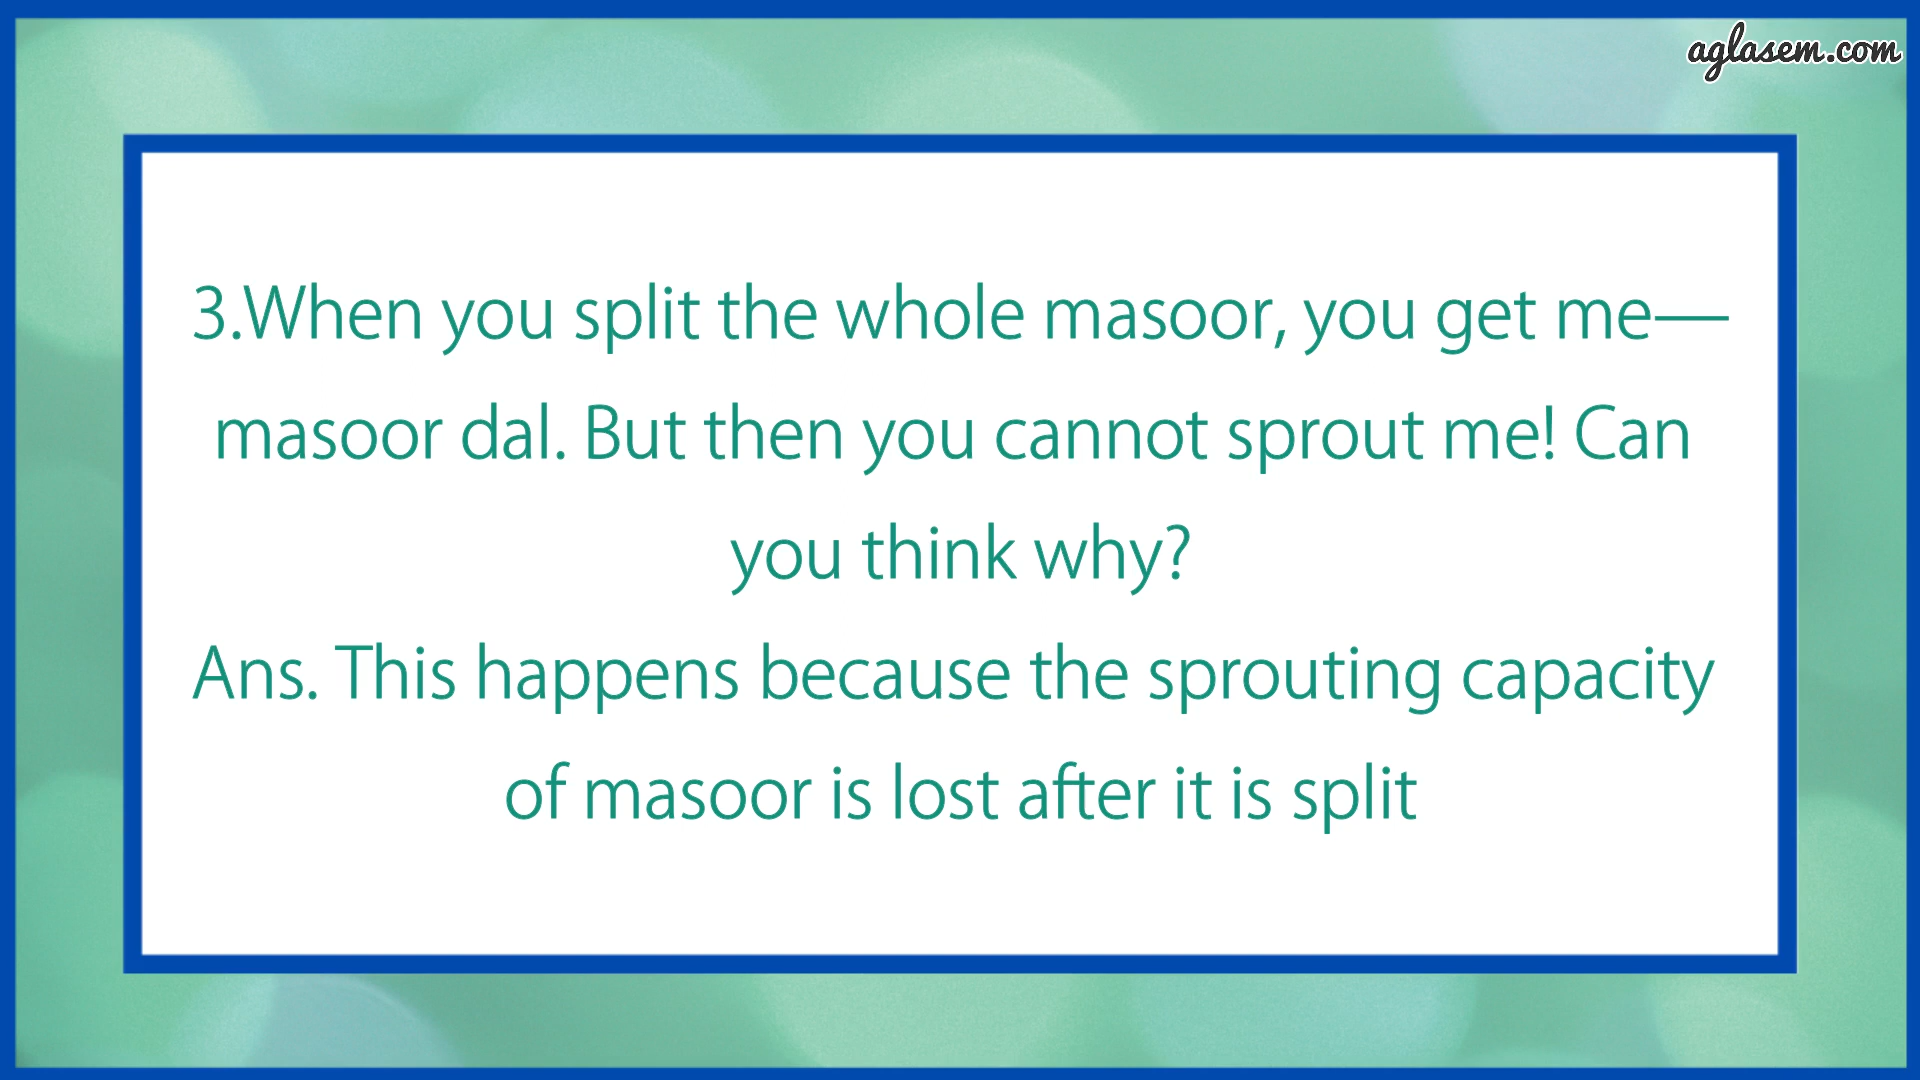 aglasem.com
3.When you split the whole masoor, you get me—
masoor dal. But then you cannot sprout me! Can
you think why?
Ans. This happens because the sprouting capacity
of masoor is lost after it is split